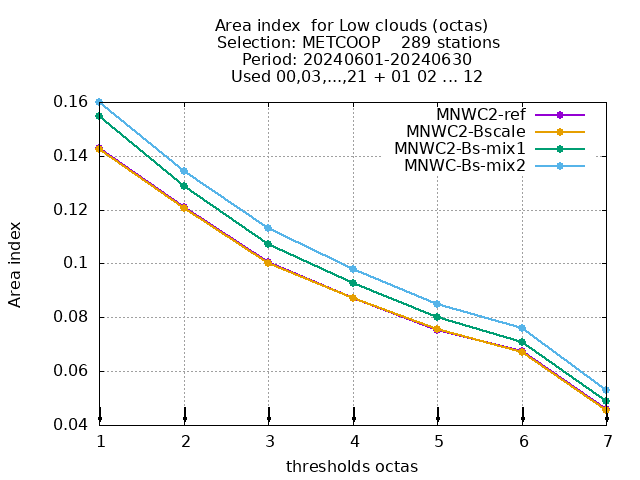 Area index  for Low clouds (octas)
Selection: METCOOP    289 stations
Period: 20240601-20240630
Used 00,03,...,21 + 01 02 ... 12
MNWC2-ref
MNWC2-Bscale
MNWC2-Bs-mix1
MNWC-Bs-mix2
0.16
0.14
0.12
0.1
0.08
0.06
0.04
Area index
1 2 3 4 5 6 7
thresholds octas